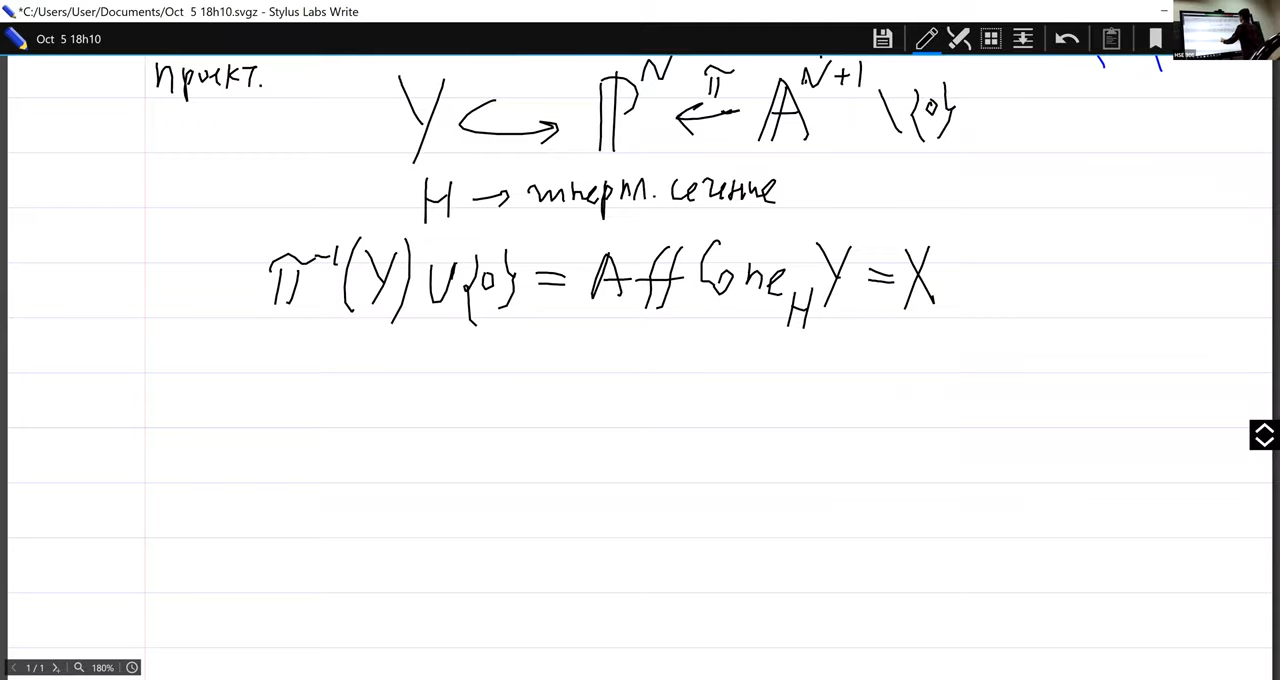 *C:/Users/User/Documents/Oct 5 18h10.svgz - Stylus Labs Write
Oct 5 18h10
проект.
Y ↪ ℙ^N ←^π 𝔸^{N+1} \ {0}
H → гиперпл. сечение
π^{-1}(Y) ∪ {0} = AffCone_H Y = X
1 / 1 180%